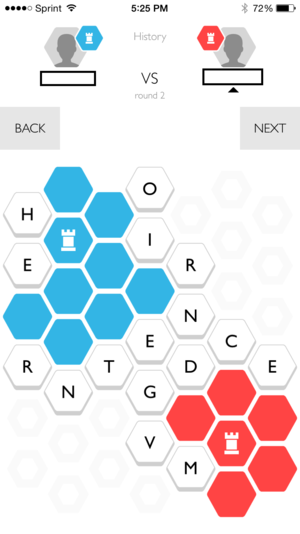 Sprint 5:25 PM 72%
History
VS
round 2
BACK NEXT
O
H
I
E R
N
E C
R T D E
N G
V
M